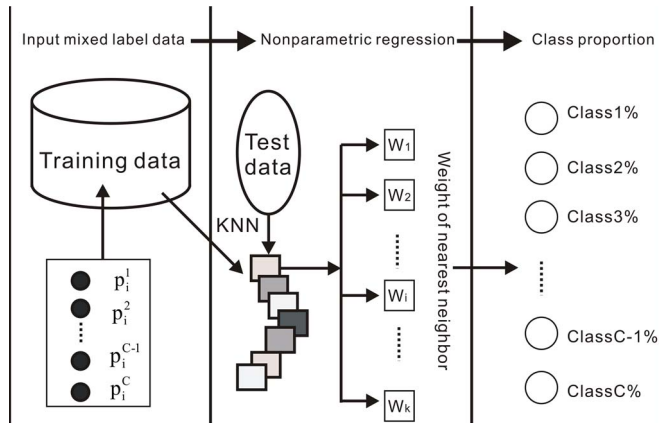 Input mixed label data
Nonparametric regression
Class proportion
Training data
p_i^1
p_i^2
p_i^{C-1}
p_i^C
Test
data
KNN
W1
W2
Wi
Wk
Weight of nearest neighbor
Class1%
Class2%
Class3%
ClassC-1%
ClassC%